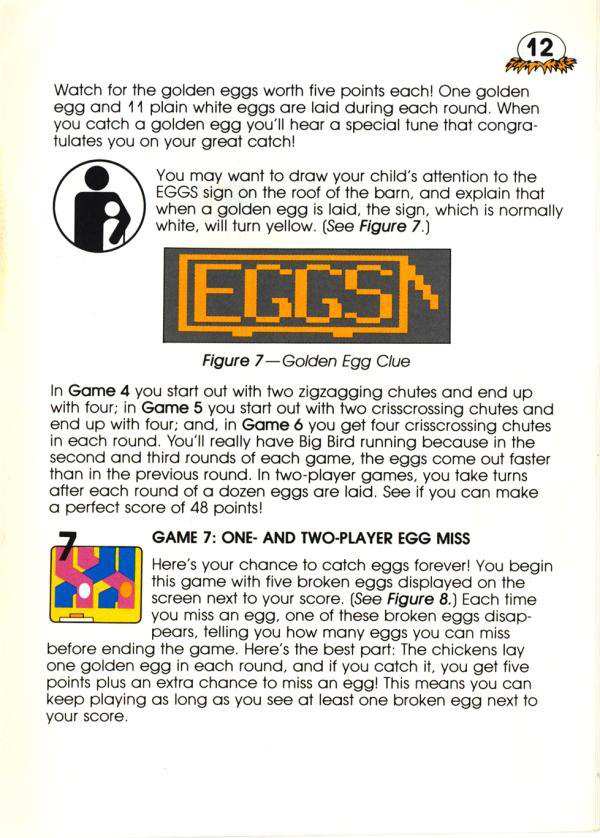 12
Watch for the golden eggs worth five points each! One golden
egg and 11 plain white eggs are laid during each round. When
you catch a golden egg you'll hear a special tune that congra-
tulates you on your great catch!
You may want to draw your child's attention to the
EGGS sign on the roof of the barn, and explain that
when a golden egg is laid, the sign, which is normally
white, will turn yellow. (See Figure 7.)
EGGS
Figure 7—Golden Egg Clue
In Game 4 you start out with two zigzagging chutes and end up
with four; in Game 5 you start out with two crisscrossing chutes and
end up with four; and, in Game 6 you get four crisscrossing chutes
in each round. You'll really have Big Bird running because in the
second and third rounds of each game, the eggs come out faster
than in the previous round. In two-player games, you take turns
after each round of a dozen eggs are laid. See if you can make
a perfect score of 48 points!
7
GAME 7: ONE- AND TWO-PLAYER EGG MISS
Here's your chance to catch eggs forever! You begin
this game with five broken eggs displayed on the
screen next to your score. (See Figure 8.) Each time
you miss an egg, one of these broken eggs disap-
pears, telling you how many eggs you can miss
before ending the game. Here's the best part: The chickens lay
one golden egg in each round, and if you catch it, you get five
points plus an extra chance to miss an egg! This means you can
keep playing as long as you see at least one broken egg next to
your score.